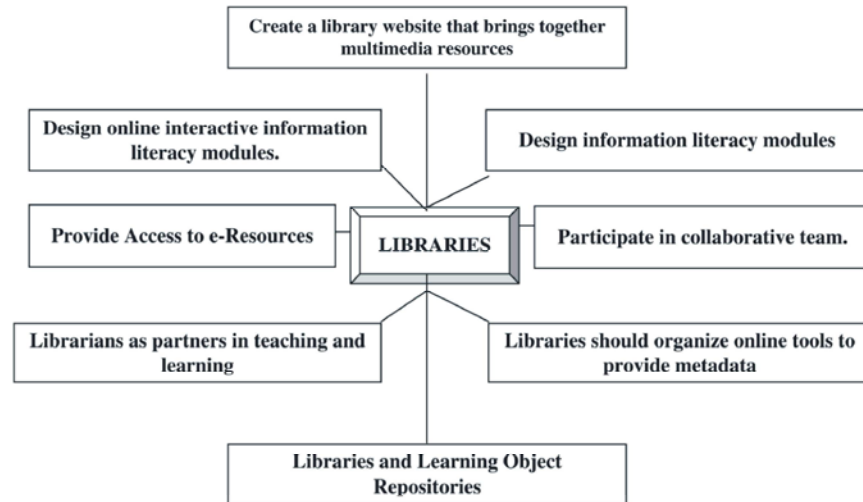 Create a library website that brings together
multimedia resources
Design online interactive information
literacy modules.
Design information literacy modules
Provide Access to e-Resources
LIBRARIES
Participate in collaborative team.
Librarians as partners in teaching and
learning
Libraries should organize online tools to
provide metadata
Libraries and Learning Object
Repositories